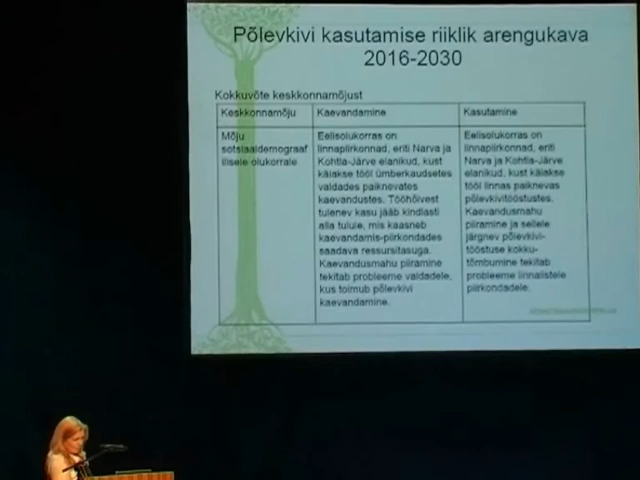 Põlevkivi kasutamise riiklik arengukava
2016-2030
Kokkuvõte keskkonnamõjust
Keskkonnamõju
Kaevandamine
Kasutamine
Mõju
sotsiaaldemograaf
ilisele olukorrale
Eelisolukorras on
linnapiirkonnad, eriti Narva ja
Kohtla-Järve elanikud, kust
käiakse tööl ümberkaudsetes
valdades paiknevates
kaevandustes. Tööhõivest
tulenev kasu jääb kindlasti
alla tulule, mis kaasneb
kaevandamis-piirkondades
saadava ressursitasuga.
Kaevandusmahu piiramine
tekitab probleeme valdadele,
kus toimub põlevkivi
kaevandamine.
Eelisolukorras on
linnapiirkonnad, eriti
Narva ja Kohtla-Järve
elanikud, kust käiakse
tööl linnas paiknevas
põlevkivitööstustes.
Kaevandusmahu
piiramine ja sellele
järgnev põlevkivi-
tööstuse kokku-
tõmbumine tekitab
probleeme linnalistele
piirkondadele.